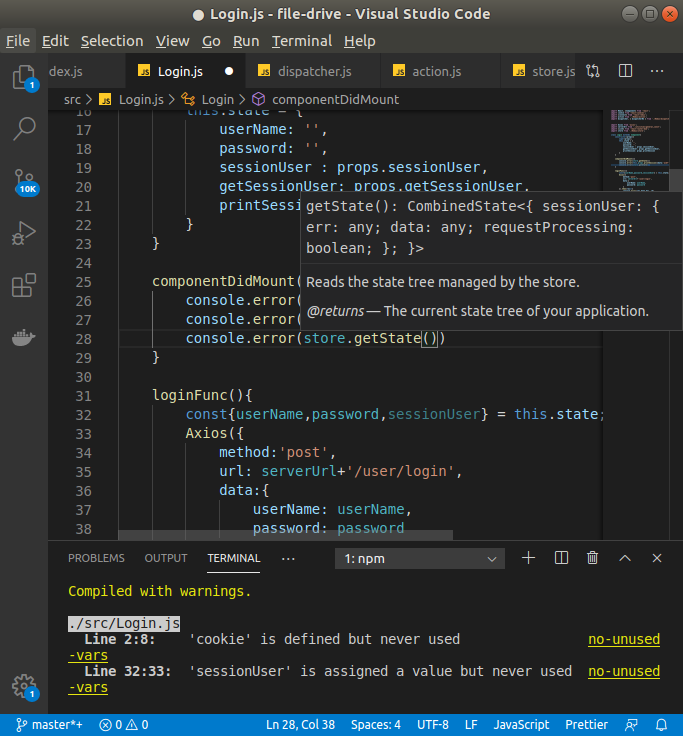 ● Login.js - file-drive - Visual Studio Code
File Edit Selection View Go Run Terminal Help
dex.js JS Login.js ● JS dispatcher.js JS action.js JS store.js ···
src > JS Login.js > Login > componentDidMount
16 this.state = {
17 userName: '',
18 password: '',
19 sessionUser : props.sessionUser,
20 getSessionUser: props.getSessionUser,
21 printSessi
22 }
23 }
24
25 componentDidMount(
26 console.error(
27 console.error(
28 console.error(store.getState())
29 }
30
31 loginFunc(){
32 const{userName,password,sessionUser} = this.state;
33 Axios({
34 method:'post',
35 url: serverUrl+'/user/login',
36 data:{
37 userName: userName,
38 password: password
getState(): CombinedState<{ sessionUser: {
err: any; data: any; requestProcessing:
boolean; }; }>
Reads the state tree managed by the store.
@returns — The current state tree of your application.
1
10K
1
PROBLEMS OUTPUT TERMINAL ··· 1: npm
Compiled with warnings.
./src/Login.js
Line 2:8: 'cookie' is defined but never used no-unused
-vars
Line 32:33: 'sessionUser' is assigned a value but never used no-unused
-vars
master*+ 0 0 Ln 28, Col 38 Spaces: 4 UTF-8 LF JavaScript Prettier